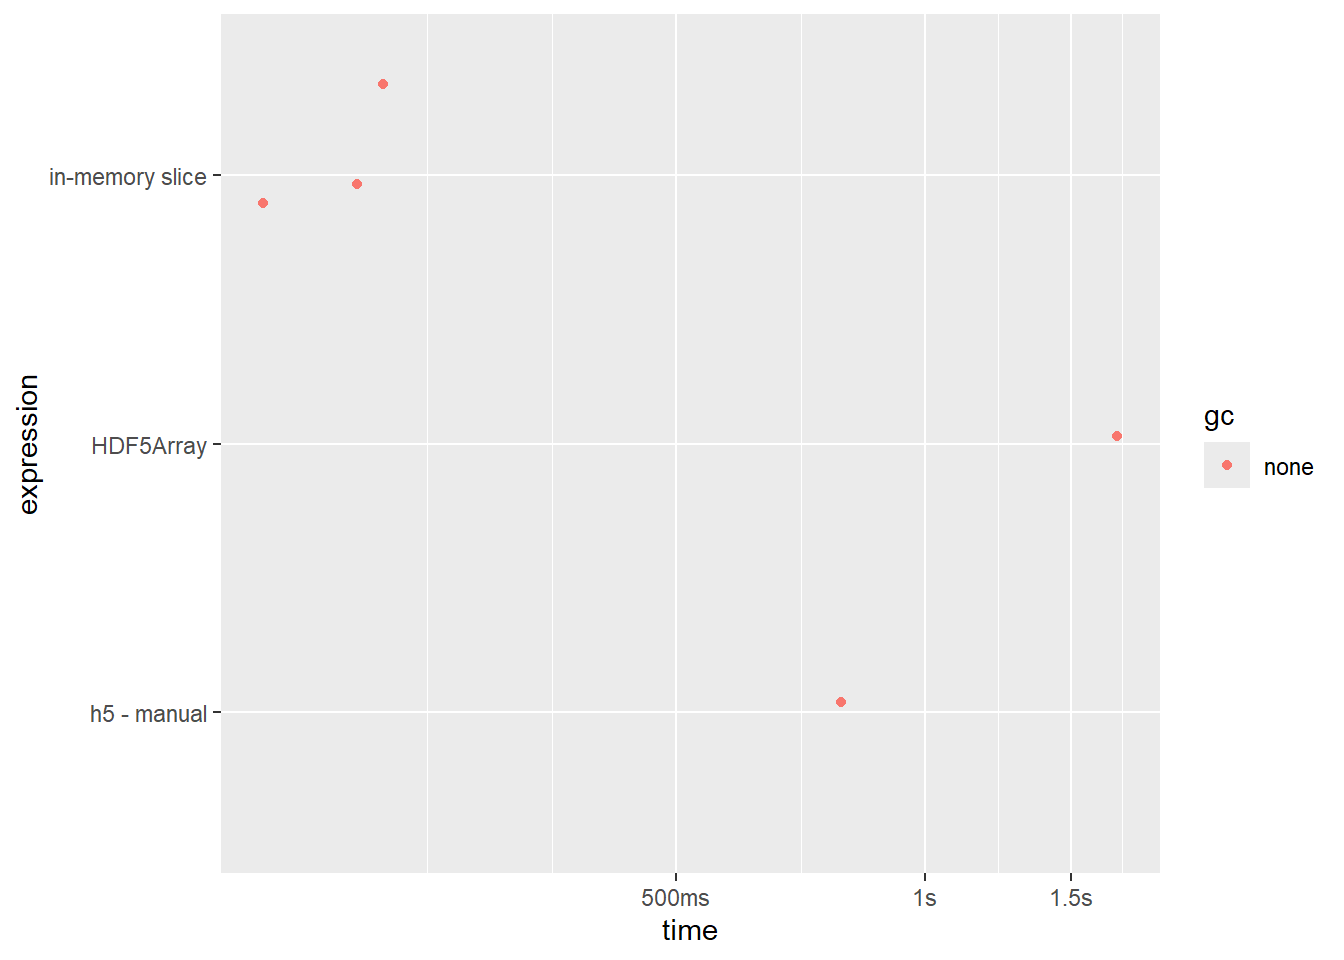 in-memory slice
HDF5Array
h5 - manual
expression
500ms
1s
1.5s
time
gc
none